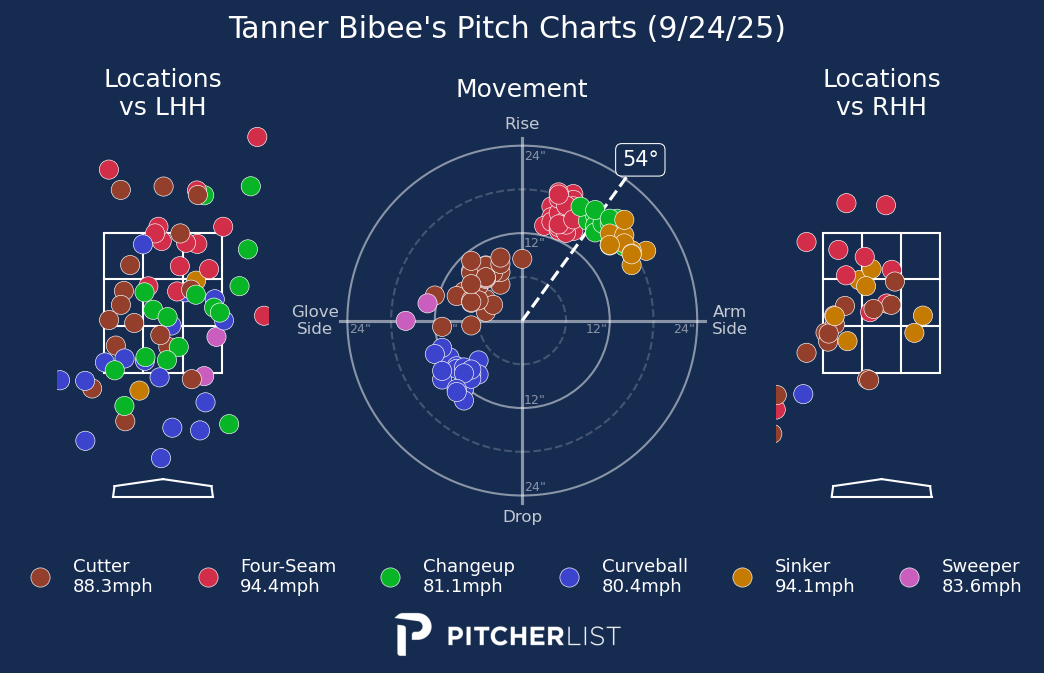 Tanner Bibee's Pitch Charts (9/24/25)
Locations
vs LHH
Movement
Locations
vs RHH
Rise
24"
54°
12"
Glove
Side
24"
12"
24"
Arm
Side
12"
24"
Drop
Cutter
88.3mph
Four-Seam
94.4mph
Changeup
81.1mph
Curveball
80.4mph
Sinker
94.1mph
Sweeper
83.6mph
PITCHERLIST